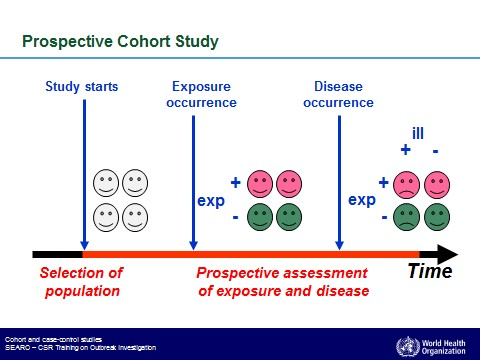 Prospective Cohort Study
Study starts
Exposure
occurrence
Disease
occurrence
ill
+ -
+
exp
-
+
exp
-
Time
Selection of
population
Prospective assessment
of exposure and disease
Cohort and case-control studies
SEARO – CSR Training on Outbreak Investigation
World Health
Organization